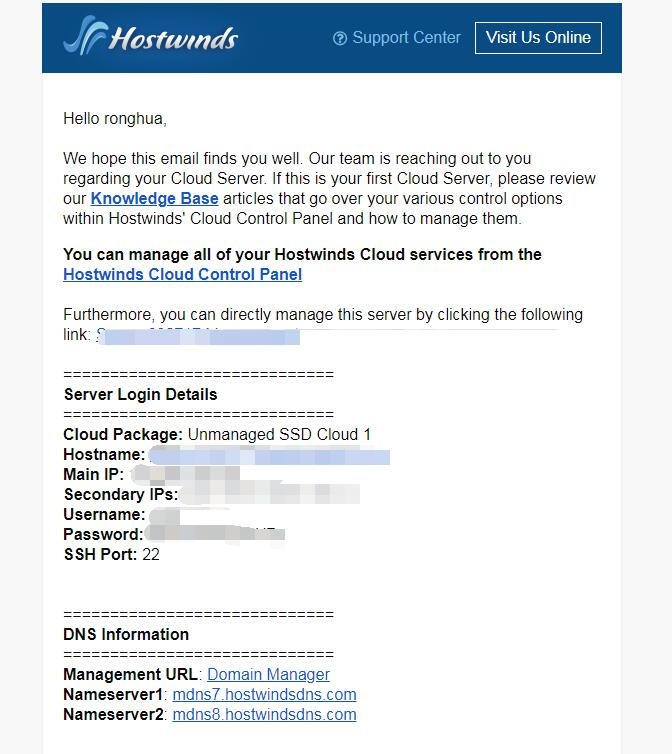 Hostwinds
Support Center
Visit Us Online
Hello ronghua,
We hope this email finds you well. Our team is reaching out to you
regarding your Cloud Server. If this is your first Cloud Server, please review
our Knowledge Base articles that go over your various control options
within Hostwinds' Cloud Control Panel and how to manage them.
You can manage all of your Hostwinds Cloud services from the
Hostwinds Cloud Control Panel
Furthermore, you can directly manage this server by clicking the following
link:
=============================
Server Login Details
=============================
Cloud Package: Unmanaged SSD Cloud 1
Hostname:
Main IP:
Secondary IPs:
Username:
Password:
SSH Port: 22
=============================
DNS Information
=============================
Management URL: Domain Manager
Nameserver1: mdns7.hostwindsdns.com
Nameserver2: mdns8.hostwindsdns.com